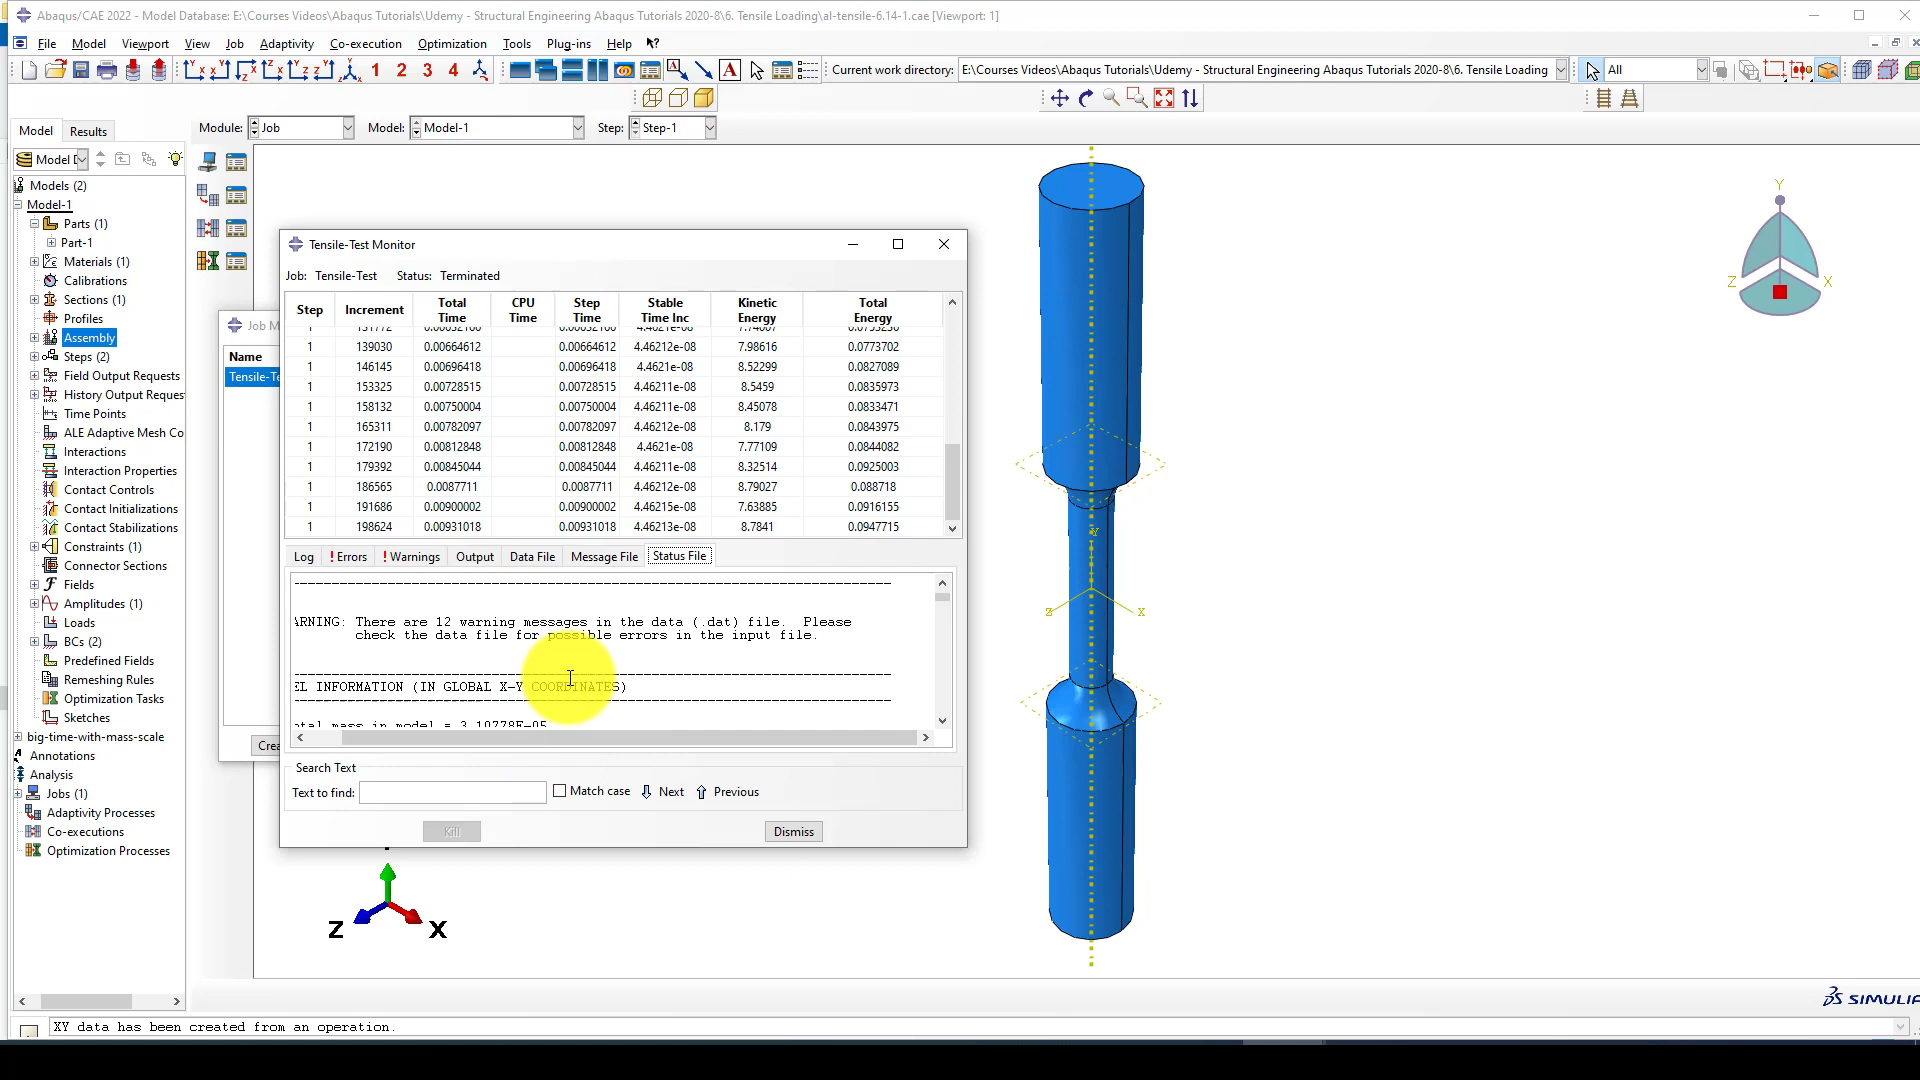 Abaqus/CAE 2022 - Model Database: E:\Courses Videos\Abaqus Tutorials\Udemy - Structural Engineering Abaqus Tutorials 2020-8\6. Tensile Loading\al-tensile-6.14-1.cae [Viewport: 1]
File Model Viewport View Job Adaptivity Co-execution Optimization Tools Plug-ins Help
1 2 3 4 A Current work directory: E:\Courses Videos\Abaqus Tutorials\Udemy - Structural Engineering Abaqus Tutorials 2020-8\6. Tensile Loading All
Model Results Module: Job Model: Model-1 Step: Step-1
Model D
Models (2)
Model-1
Parts (1)
Part-1
Materials (1)
Calibrations
Sections (1)
Profiles
Assembly
Steps (2)
Field Output Requests
History Output Reques
Time Points
ALE Adaptive Mesh Co
Interactions
Interaction Properties
Contact Controls
Contact Initializations
Contact Stabilizations
Constraints (1)
Connector Sections
Fields
Amplitudes (1)
Loads
BCs (2)
Predefined Fields
Remeshing Rules
Optimization Tasks
Sketches
big-time-with-mass-scale
Annotations
Analysis
Jobs (1)
Adaptivity Processes
Co-executions
Optimization Processes
Job M
Name
Tensile-Te
Crea
Tensile-Test Monitor
Job: Tensile-Test Status: Terminated
Step Increment Total Time CPU Time Step Time Stable Time Inc Kinetic Energy Total Energy
1 139030 0.00664612 0.00664612 4.46212e-08 7.98616 0.0773702
1 146145 0.00696418 0.00696418 4.4621e-08 8.52299 0.0827089
1 153325 0.00728515 0.00728515 4.46211e-08 8.5459 0.0835973
1 158132 0.00750004 0.00750004 4.46211e-08 8.45078 0.0833471
1 165311 0.00782097 0.00782097 4.46212e-08 8.179 0.0843975
1 172190 0.00812848 0.00812848 4.4621e-08 7.77109 0.0844082
1 179392 0.00845044 0.00845044 4.46211e-08 8.32514 0.0925003
1 186565 0.0087711 0.0087711 4.46212e-08 8.79027 0.088718
1 191686 0.00900002 0.00900002 4.46215e-08 7.63885 0.0916155
1 198624 0.00931018 0.00931018 4.46213e-08 8.7841 0.0947715
Log ! Errors ! Warnings Output Data File Message File Status File
ARNING: There are 12 warning messages in the data (.dat) file. Please
check the data file for possible errors in the input file.
EL INFORMATION (IN GLOBAL X-Y COORDINATES)
otal mass in model = 3.10778E-05
Search Text
Text to find: Match case Next Previous
Kill Dismiss
Y
Z X
Y
Z X
Z X
SIMULIA
XY data has been created from an operation.